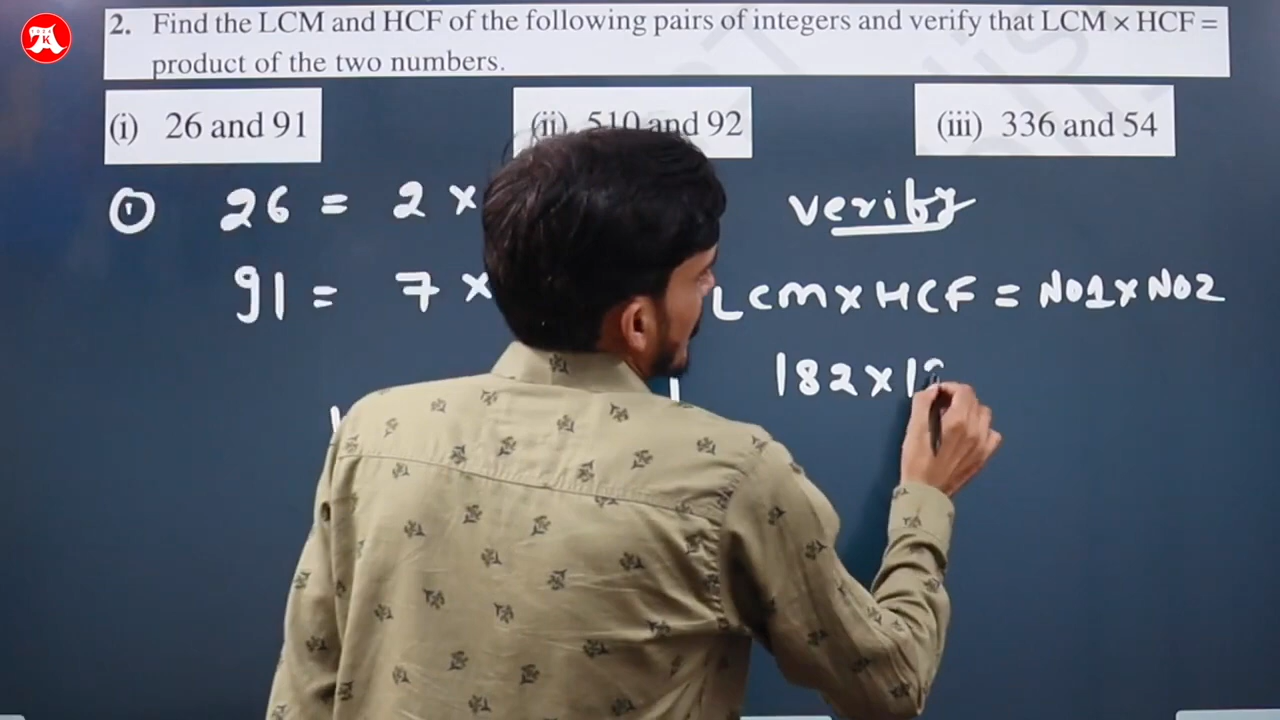 2. Find the LCM and HCF of the following pairs of integers and verify that LCM × HCF =
product of the two numbers.
(i) 26 and 91
(ii) 510 and 92
(iii) 336 and 54
① 26 = 2 ×
verify
91 = 7 ×
LCM × HCF = NO1 × NO2
182 × 1